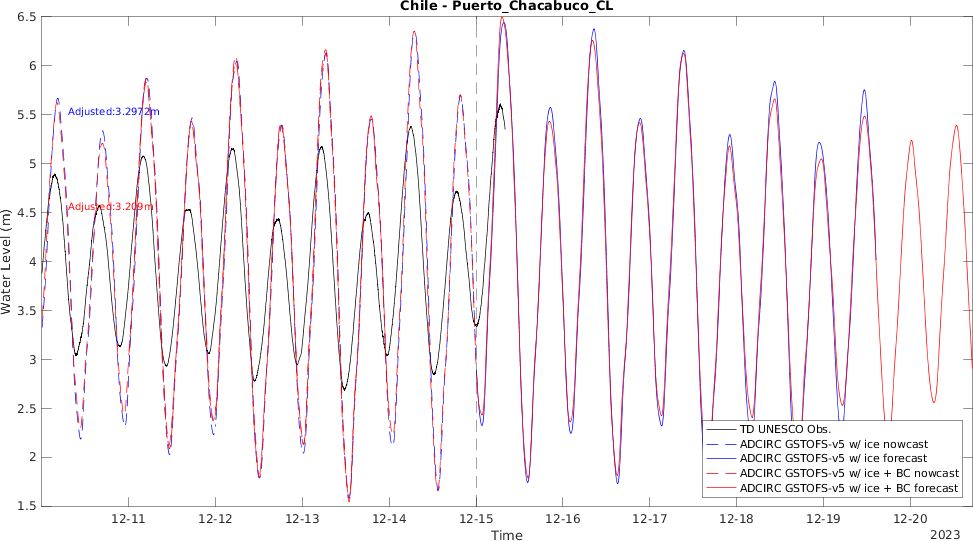 Chile - Puerto_Chacabuco_CL
6.5
6
5.5
5
4.5
4
3.5
3
2.5
2
1.5
Water Level (m)
Adjusted:3.2972m
Adjusted:3.209m
TD UNESCO Obs.
ADCIRC GSTOFS-v5 w/ ice nowcast
ADCIRC GSTOFS-v5 w/ ice forecast
ADCIRC GSTOFS-v5 w/ ice + BC nowcast
ADCIRC GSTOFS-v5 w/ ice + BC forecast
12-11 12-12 12-13 12-14 12-15 12-16 12-17 12-18 12-19 12-20
Time
2023